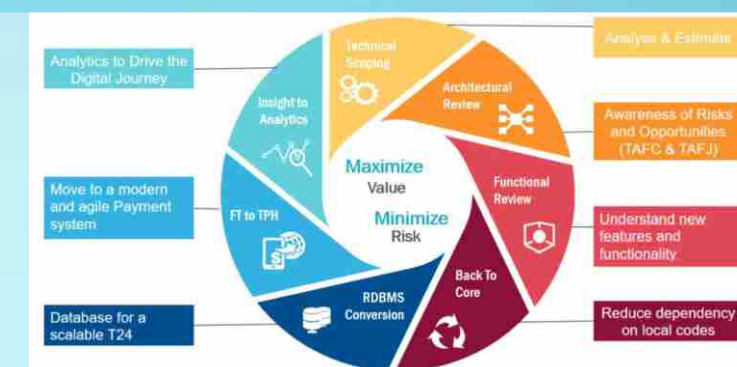 Analytics to Drive the
Digital Journey
Move to a modern
and agile Payment
system
Database for a
scalable T24
Technical
Scoping
Architectural
Review
Functional
Review
Back To
Core
RDBMS
Conversion
FT to TPH
Insight to
Analytics
Maximize
Value
Minimize
Risk
Analyse & Estimate
Awareness of Risks
and Opportunities
(TAFC & TAFJ)
Understand new
features and
functionality
Reduce dependency
on local codes